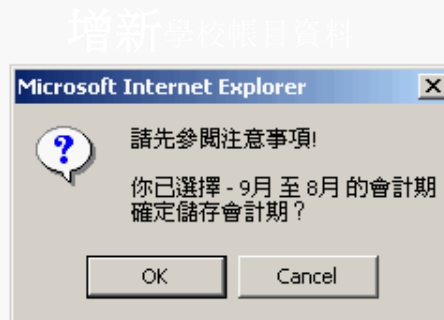 增新學校帳目資料
Microsoft Internet Explorer
請先參閱注意事項!
你已選擇 - 9月 至 8月 的會計期
確定儲存會計期？
OK
Cancel